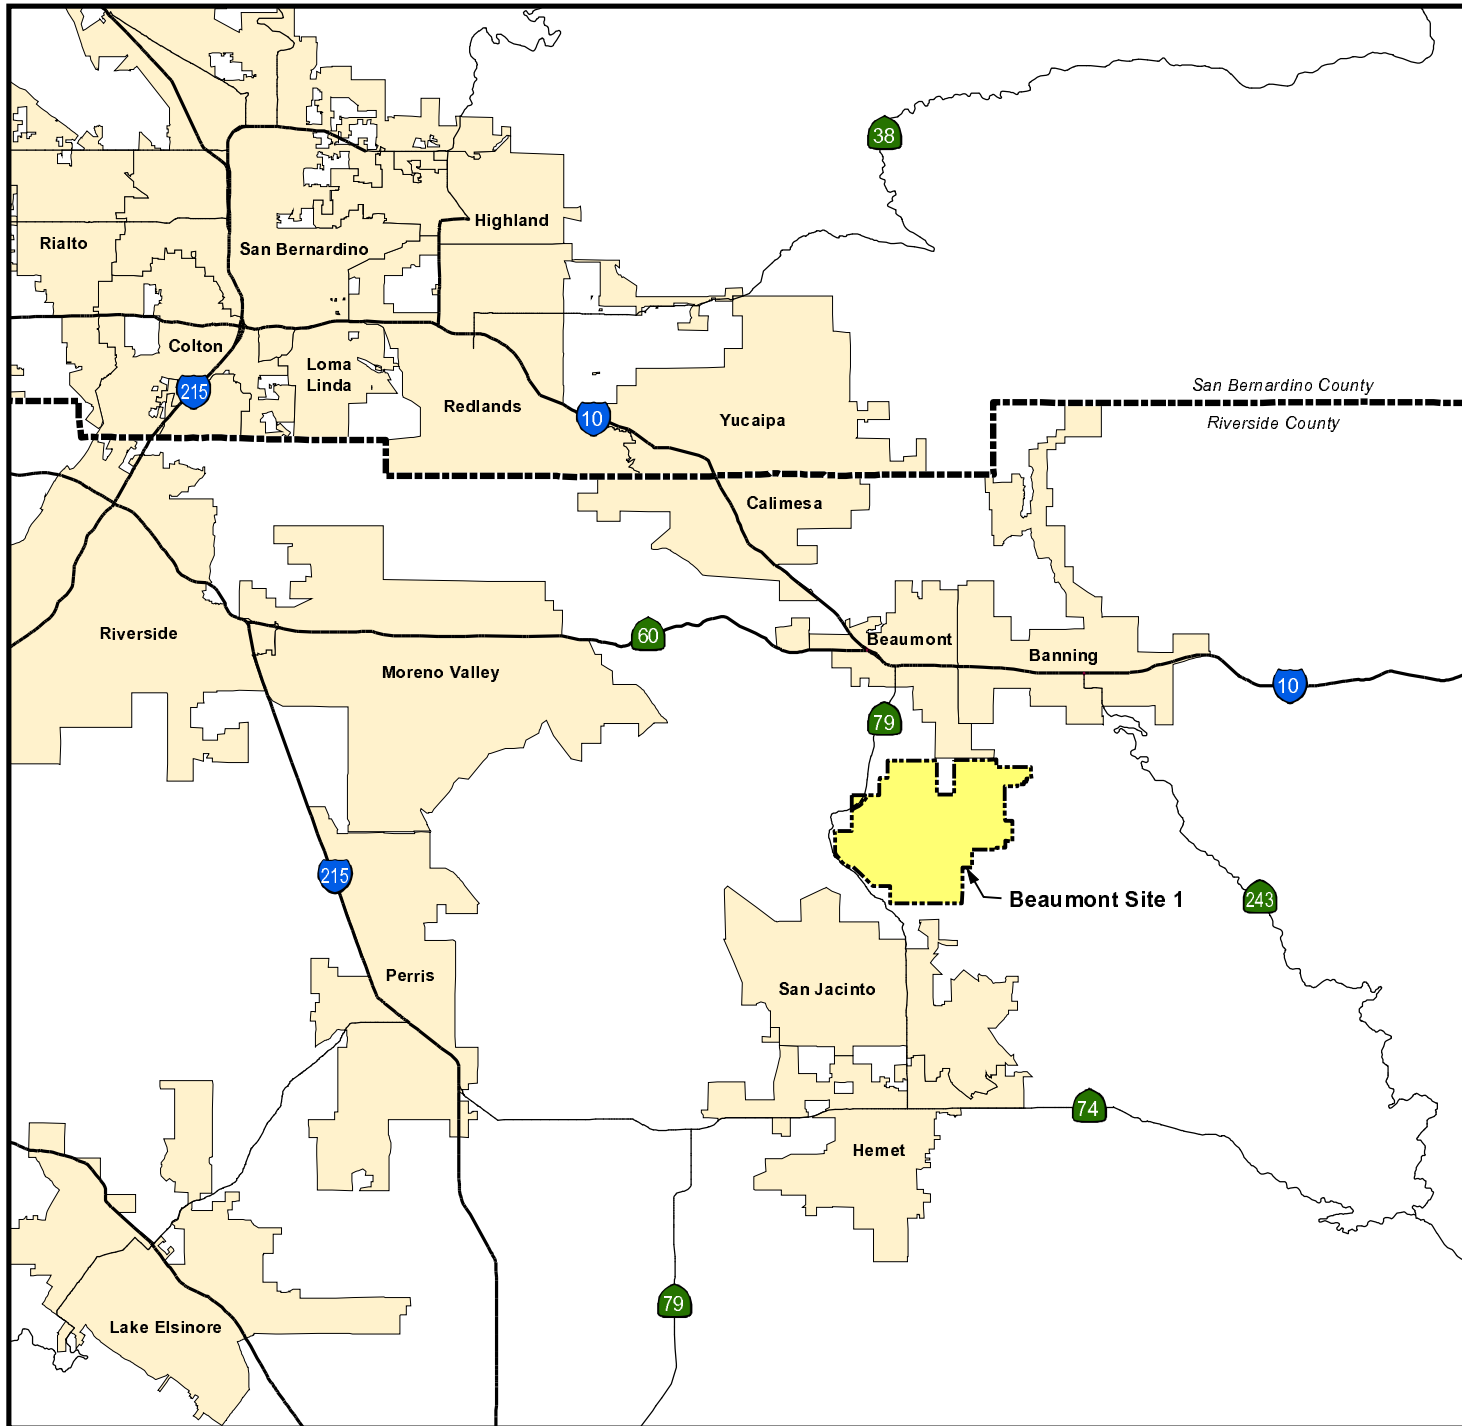 38
Highland
Rialto
San Bernardino
Colton
Loma
Linda
215
San Bernardino County
Redlands
10
Yucaipa
Riverside County
Calimesa
Riverside
60
Beaumont
Banning
Moreno Valley
10
79
215
Beaumont Site 1
243
Perris
San Jacinto
74
Hemet
79
Lake Elsinore